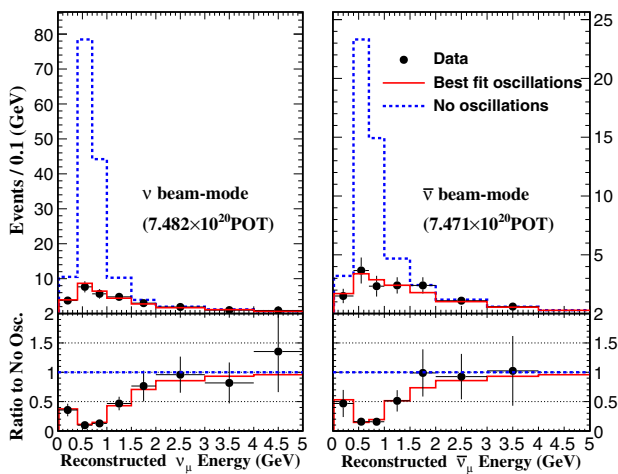 80
70
60
50
40
30
20
10
2
Events / 0.1 (GeV)
ν beam-mode
(7.482×10²⁰POT)
1.5
1
0.5
0
Ratio to No Osc.
0 0.5 1 1.5 2 2.5 3 3.5 4 4.5 5
Reconstructed ν_μ Energy (GeV)
25
20
15
10
5
2
Data
Best fit oscillations
No oscillations
ν̄ beam-mode
(7.471×10²⁰POT)
1.5
1
0.5
0
0 0.5 1 1.5 2 2.5 3 3.5 4 4.5 5
Reconstructed ν̄_μ Energy (GeV)